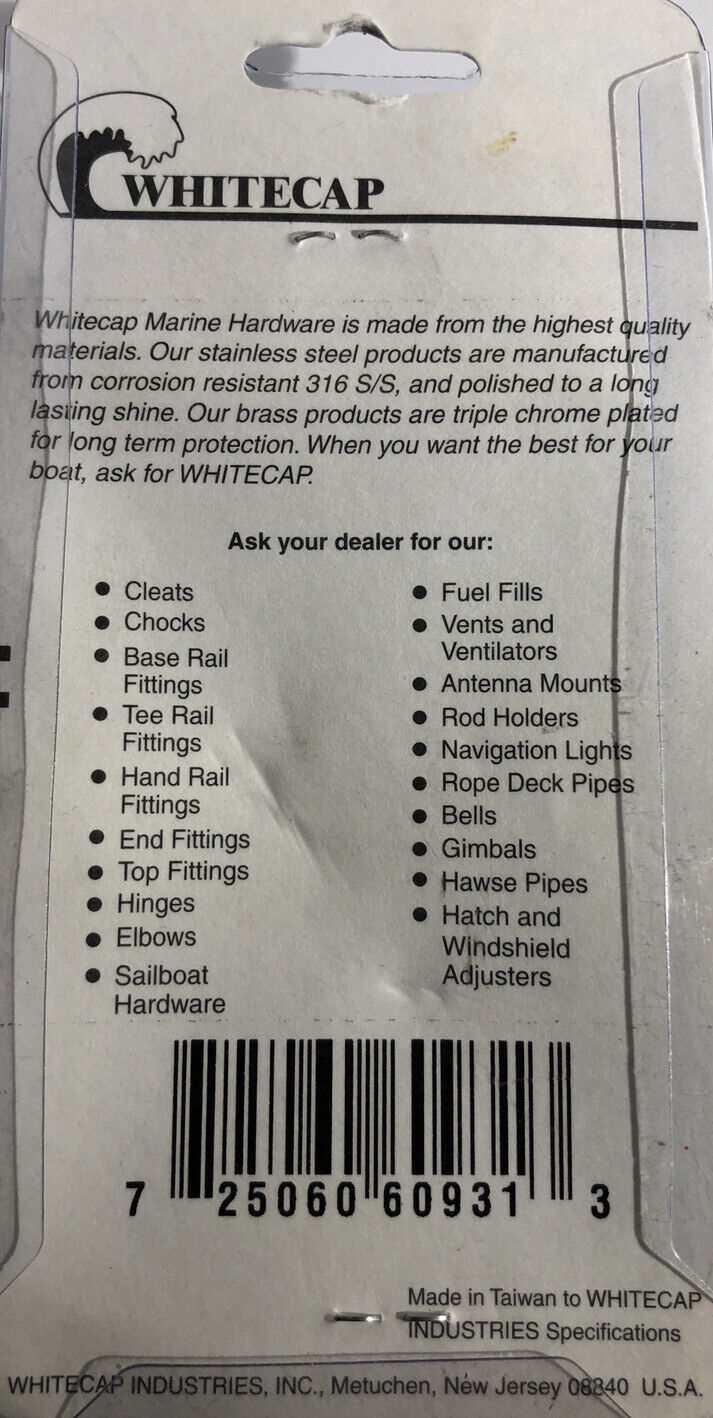 WHITECAP
Whitecap Marine Hardware is made from the highest quality
materials. Our stainless steel products are manufactured
from corrosion resistant 316 S/S, and polished to a long
lasting shine. Our brass products are triple chrome plated
for long term protection. When you want the best for your
boat, ask for WHITECAP.
Ask your dealer for our:
● Cleats
● Chocks
● Base Rail
Fittings
● Tee Rail
Fittings
● Hand Rail
Fittings
● End Fittings
● Top Fittings
● Hinges
● Elbows
● Sailboat
Hardware
● Fuel Fills
● Vents and
Ventilators
● Antenna Mounts
● Rod Holders
● Navigation Lights
● Rope Deck Pipes
● Bells
● Gimbals
● Hawse Pipes
● Hatch and
Windshield
Adjusters
7 25060 60931 3
Made in Taiwan to WHITECAP
INDUSTRIES Specifications
WHITECAP INDUSTRIES, INC., Metuchen, New Jersey 08840 U.S.A.